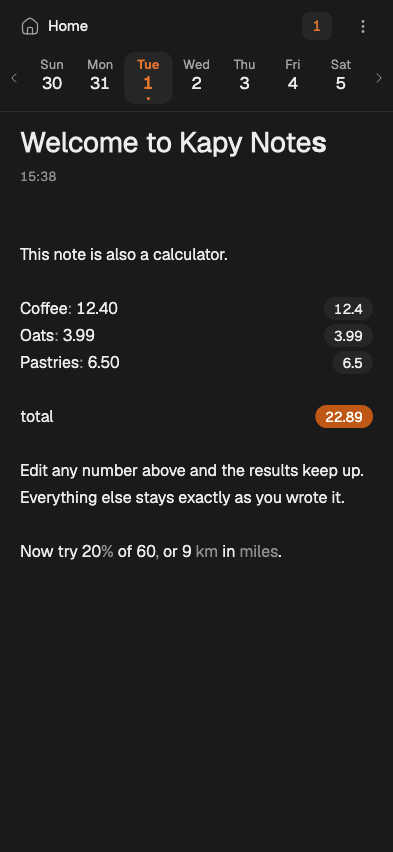 Home
1
Sun Mon Tue Wed Thu Fri Sat
30 31 1 2 3 4 5
Welcome to Kapy Notes
15:38
This note is also a calculator.
Coffee: 12.40 12.4
Oats: 3.99 3.99
Pastries: 6.50 6.5
total 22.89
Edit any number above and the results keep up.
Everything else stays exactly as you wrote it.
Now try 20% of 60, or 9 km in miles.